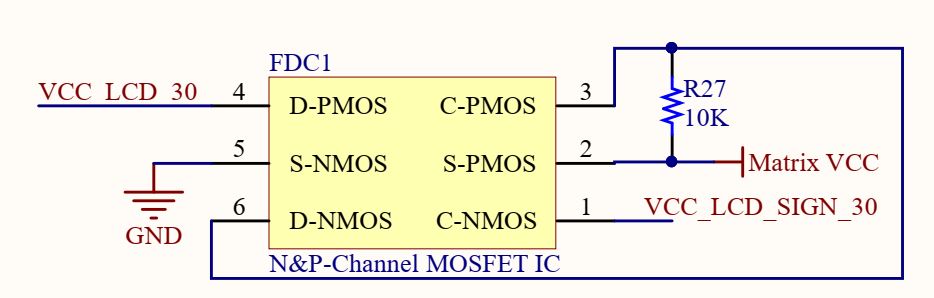 FDC1
VCC_LCD_30
4
D-PMOS
C-PMOS
3
R27
10K
5
S-NMOS
S-PMOS
2
Matrix VCC
6
D-NMOS
C-NMOS
1
VCC_LCD_SIGN_30
GND
N&P-Channel MOSFET IC